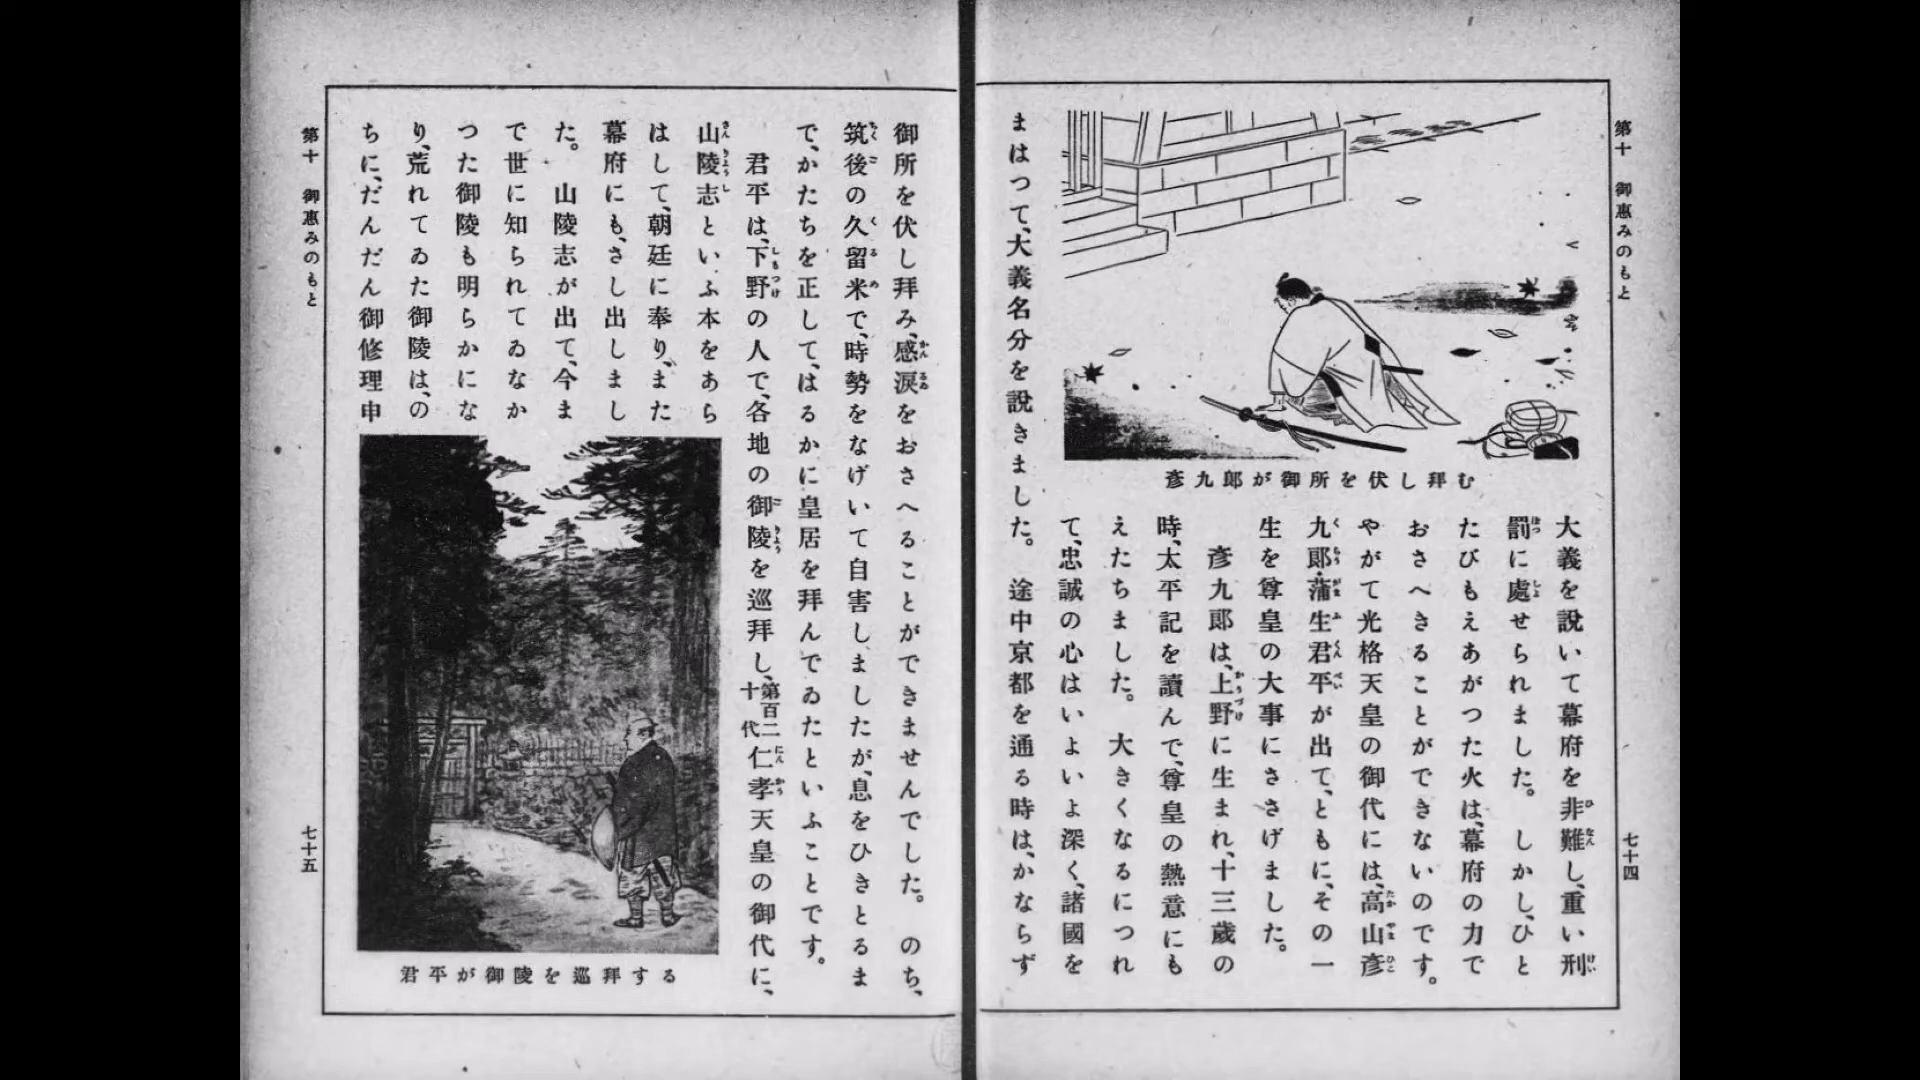 第十 御惠みのもと
七十四
彦九郎が御所を伏し拜む
大義を說いて幕府を非難し、重い刑
罰に處せられました。しかし、ひと
たびもえあがつた火は、幕府の力で
おさへきることができないのです。
やがて光格天皇の御代には、高山彦
九郎・蒲生君平が出て、ともに、その一
生を尊皇の大事にささげました。
彦九郎は、上野に生まれ、十三歲の
時、太平記を讀んで、尊皇の熱意にも
えたちました。大きくなるにつれ
て、忠誠の心はいよいよ深く、諸國を
まはつて、大義名分を說きました。途中京都を通る時は、かならず
御所を伏し拜み、感淚をおさへることができませんでした。のち、
筑後の久留米で、時勢をなげいて自害しましたが、息をひきとるま
で、かたちを正して、はるかに皇居を拜んでゐたといふことです。
君平は、下野の人で、各地の御陵を巡拜し、第百二十代仁孝天皇の御代に、
山陵志といふ本をあら
はして、朝廷に奉り、また
幕府にも、さし出しまし
た。山陵志が出て、今ま
で世に知られてゐなか
つた御陵も明らかにな
り、荒れてゐた御陵は、の
ちに、だんだん御修理申
君平が御陵を巡拜する
第十 御惠みのもと
七十五